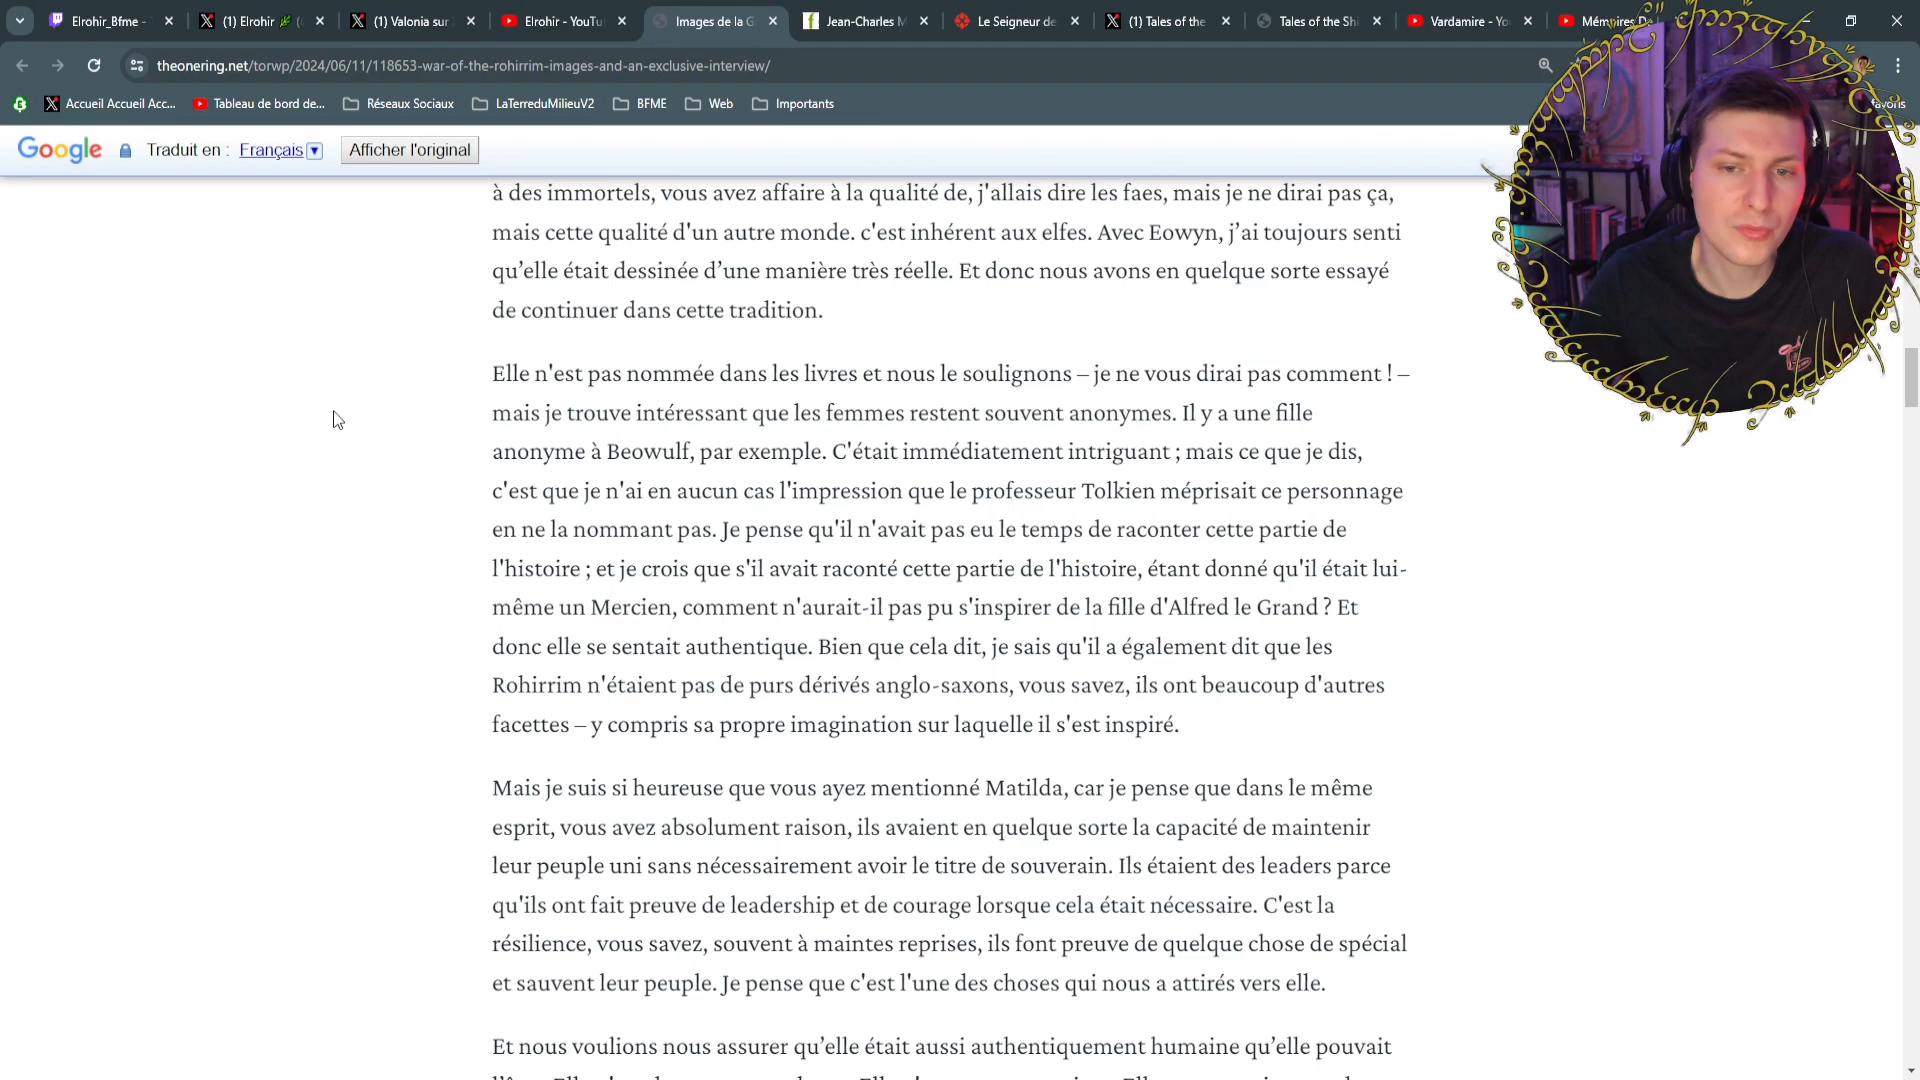 Elrohir_Bfme -
(1) Elrohir
(1) Valonia sur
Elrohir - YouTu
Images de la G
Jean-Charles M
Le Seigneur de
(1) Tales of the
Tales of the Shi
Vardamire - Yo
Mémoires De
theonering.net/torwp/2024/06/11/118653-war-of-the-rohirrim-images-and-an-exclusive-interview/
Accueil Accueil Acc...
Tableau de bord de...
Réseaux Sociaux
LaTerreduMilieuV2
BFME
Web
Importants
favoris
Google Traduit en : Français Afficher l'original
à des immortels, vous avez affaire à la qualité de, j'allais dire les faes, mais je ne dirai pas ça,
mais cette qualité d'un autre monde. c'est inhérent aux elfes. Avec Eowyn, j’ai toujours senti
qu’elle était dessinée d’une manière très réelle. Et donc nous avons en quelque sorte essayé
de continuer dans cette tradition.
Elle n'est pas nommée dans les livres et nous le soulignons – je ne vous dirai pas comment ! –
mais je trouve intéressant que les femmes restent souvent anonymes. Il y a une fille
anonyme à Beowulf, par exemple. C'était immédiatement intriguant ; mais ce que je dis,
c'est que je n'ai en aucun cas l'impression que le professeur Tolkien méprisait ce personnage
en ne la nommant pas. Je pense qu'il n'avait pas eu le temps de raconter cette partie de
l'histoire ; et je crois que s'il avait raconté cette partie de l'histoire, étant donné qu'il était lui-
même un Mercien, comment n'aurait-il pas pu s'inspirer de la fille d'Alfred le Grand ? Et
donc elle se sentait authentique. Bien que cela dit, je sais qu'il a également dit que les
Rohirrim n'étaient pas de purs dérivés anglo-saxons, vous savez, ils ont beaucoup d'autres
facettes – y compris sa propre imagination sur laquelle il s'est inspiré.
Mais je suis si heureuse que vous ayez mentionné Matilda, car je pense que dans le même
esprit, vous avez absolument raison, ils avaient en quelque sorte la capacité de maintenir
leur peuple uni sans nécessairement avoir le titre de souverain. Ils étaient des leaders parce
qu'ils ont fait preuve de leadership et de courage lorsque cela était nécessaire. C'est la
résilience, vous savez, souvent à maintes reprises, ils font preuve de quelque chose de spécial
et sauvent leur peuple. Je pense que c'est l'une des choses qui nous a attirés vers elle.
Et nous voulions nous assurer qu’elle était aussi authentiquement humaine qu’elle pouvait